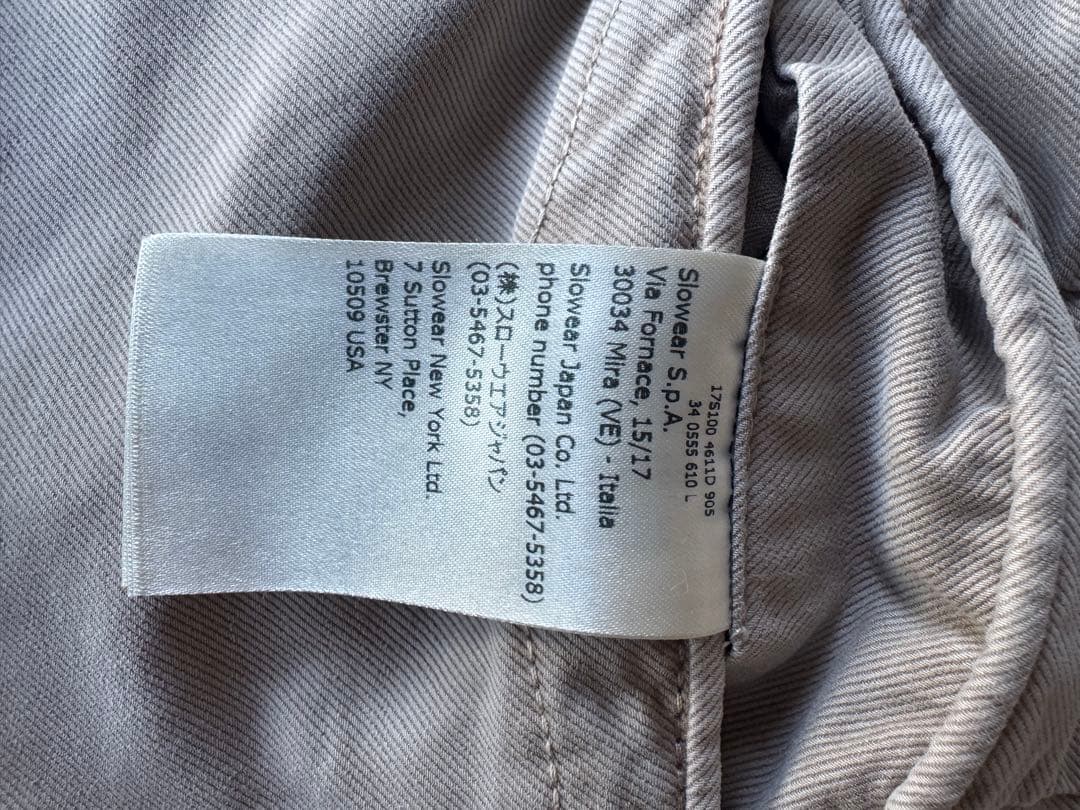 175100 4611D 905
34 0555 610 L
Slowear S.p.A.
Via Fornace, 15/17
30034 Mira (VE) - Italia
Slowear Japan Co. Ltd.
phone number (03-5467-5358)
(株)スローウエアジャパン
(03-5467-5358)
Slowear New York Ltd.
7 Sutton Place,
Brewster NY
10509 USA